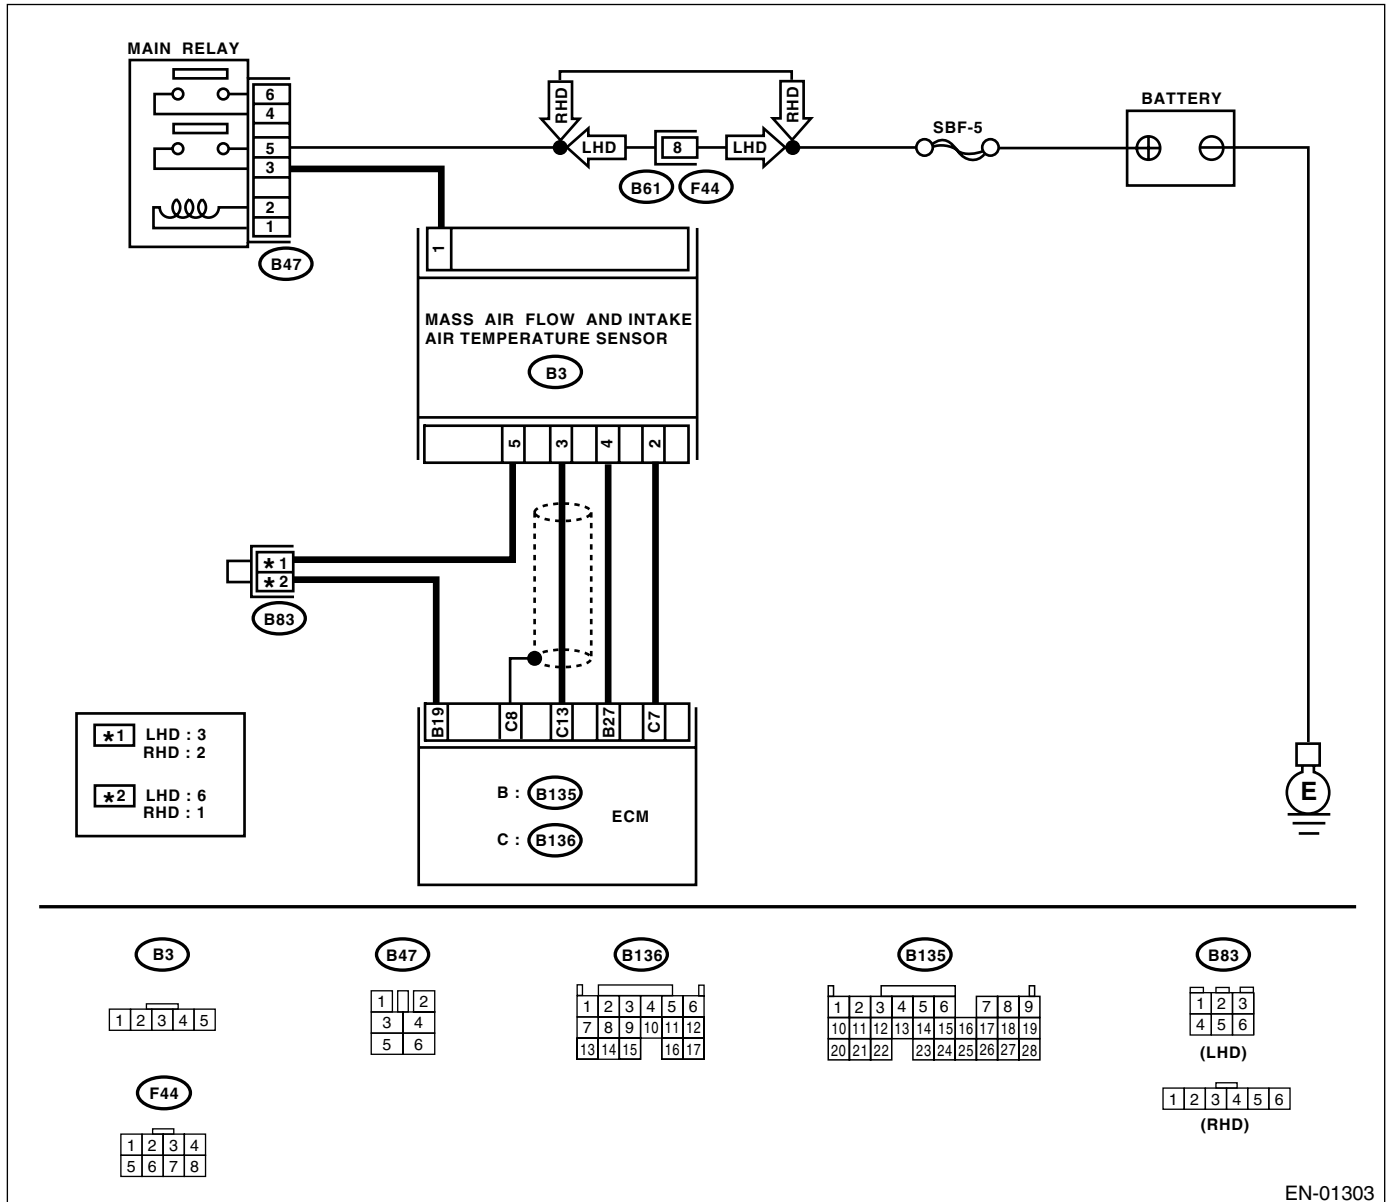 MAIN RELAY
6
4
5
3
2
1
B47
RHD
RHD
LHD
8
LHD
B61
F44
SBF-5
BATTERY
1
MASS AIR FLOW AND INTAKE
AIR TEMPERATURE SENSOR
B3
5 3 4 2
*1
*2
B83
B19 C8 C13 B27 C7
B : B135
ECM
C : B136
*1 LHD : 3
RHD : 2
*2 LHD : 6
RHD : 1
E
B3 B47 B136 B135 B83
1 2 3 4 5
1 2
3 4
5 6
1 2 3 4 5 6
7 8 9 10 11 12
13 14 15 16 17
1 2 3 4 5 6 7 8 9
10 11 12 13 14 15 16 17 18 19
20 21 22 23 24 25 26 27 28
1 2 3
4 5 6
(LHD)
F44
1 2 3 4
5 6 7 8
1 2 3 4 5 6
(RHD)
EN-01303